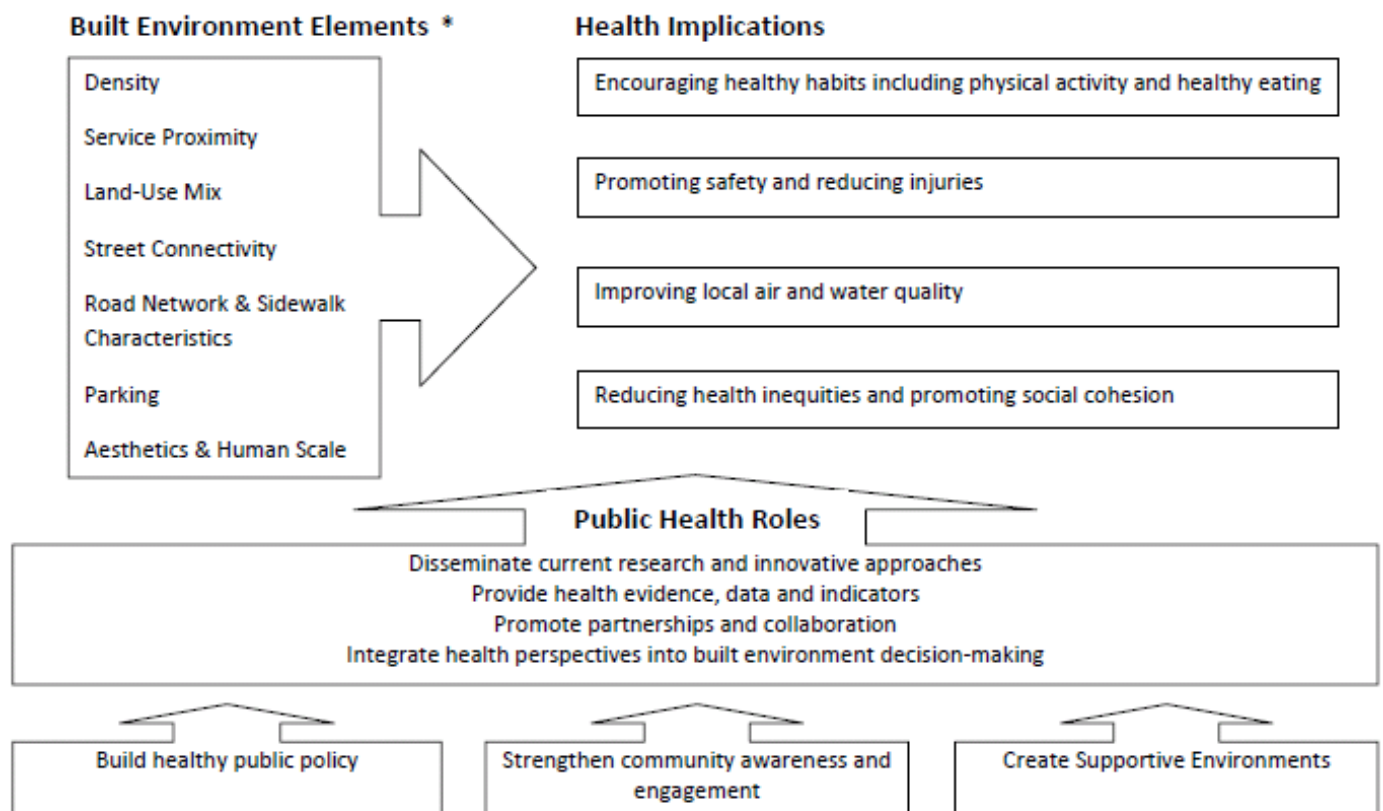 Built Environment Elements *
Density
Service Proximity
Land-Use Mix
Street Connectivity
Road Network & Sidewalk
Characteristics
Parking
Aesthetics & Human Scale
Health Implications
Encouraging healthy habits including physical activity and healthy eating
Promoting safety and reducing injuries
Improving local air and water quality
Reducing health inequities and promoting social cohesion
Public Health Roles
Disseminate current research and innovative approaches
Provide health evidence, data and indicators
Promote partnerships and collaboration
Integrate health perspectives into built environment decision-making
Build healthy public policy
Strengthen community awareness and
engagement
Create Supportive Environments